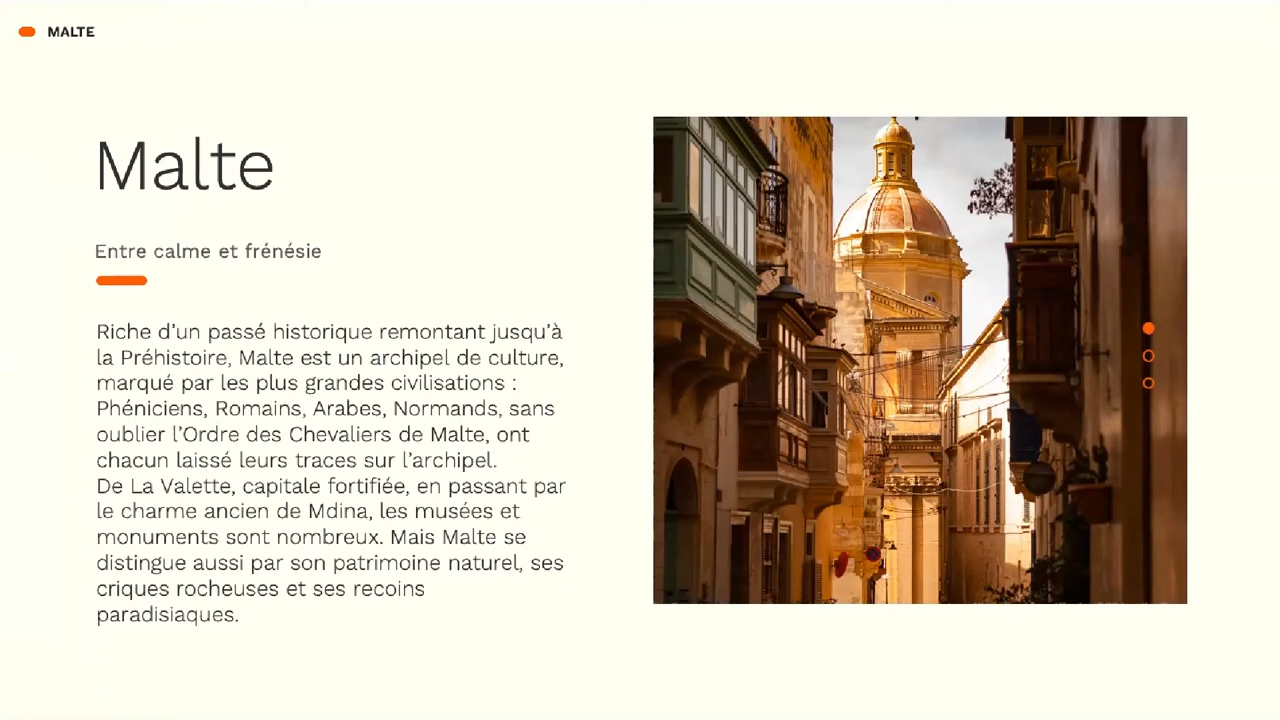 MALTE
Malte
Entre calme et frénésie
Riche d’un passé historique remontant jusqu’à
la Préhistoire, Malte est un archipel de culture,
marqué par les plus grandes civilisations :
Phéniciens, Romains, Arabes, Normands, sans
oublier l’Ordre des Chevaliers de Malte, ont
chacun laissé leurs traces sur l’archipel.
De La Valette, capitale fortifiée, en passant par
le charme ancien de Mdina, les musées et
monuments sont nombreux. Mais Malte se
distingue aussi par son patrimoine naturel, ses
criques rocheuses et ses recoins
paradisiaques.